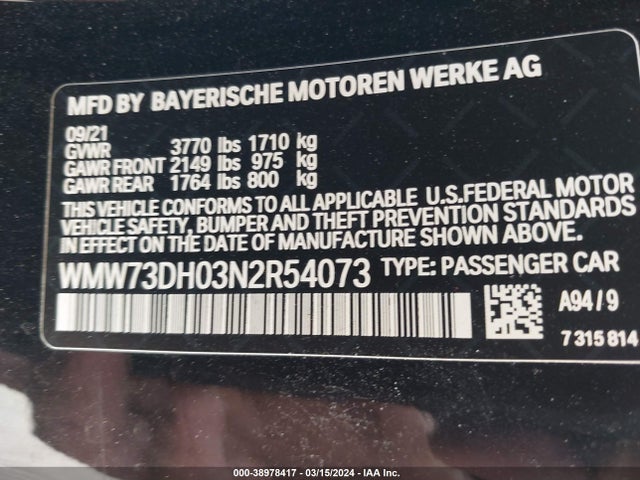 MFD BY BAYERISCHE MOTOREN WERKE AG
09/21
GVWR 3770 lbs 1710 kg
GAWR FRONT 2149 lbs 975 kg
GAWR REAR 1764 lbs 800 kg
THIS VEHICLE CONFORMS TO ALL APPLICABLE U.S.FEDERAL MOTOR
VEHICLE SAFETY, BUMPER AND THEFT PREVENTION STANDARDS
IN EFFECT ON THE DATE OF MANUFACTURE SHOWN ABOVE.
WMW73DH03N2R54073 TYPE: PASSENGER CAR
A94/9
7 315 814
000-38978417 - 03/15/2024 - IAA Inc.